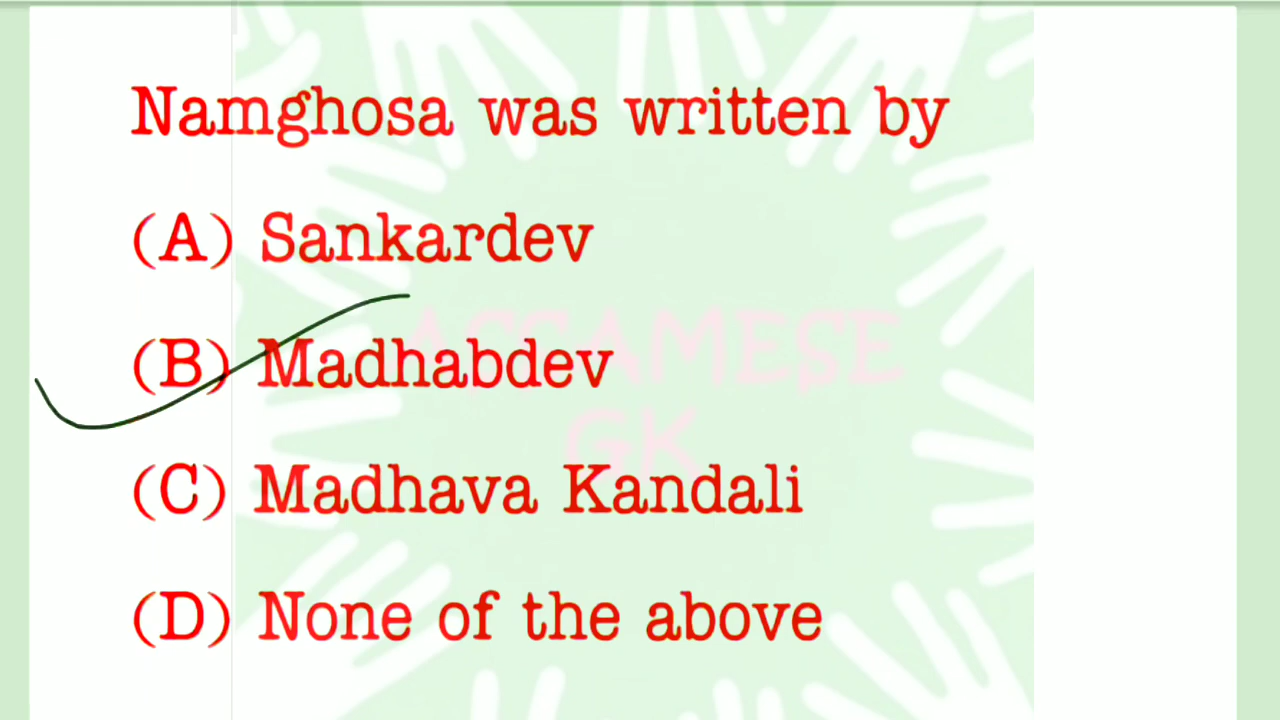 Namghosa was written by
(A) Sankardev
(B) Madhabdev
ASSAMESE
GK
(C) Madhava Kandali
(D) None of the above